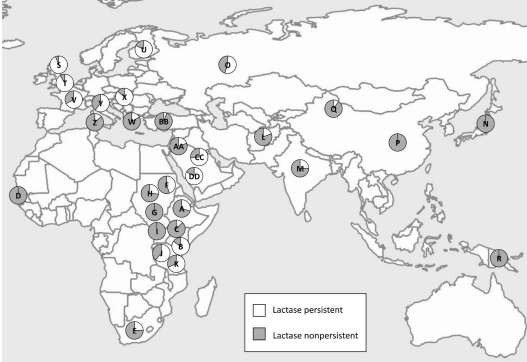 U
S
O
T
V
X
Y
Q
Z
W
BB
N
L
P
AA
CC
M
DD
F
H
D
A
G
C
I
B
J
K
R
E
Lactase persistent
Lactase nonpersistent